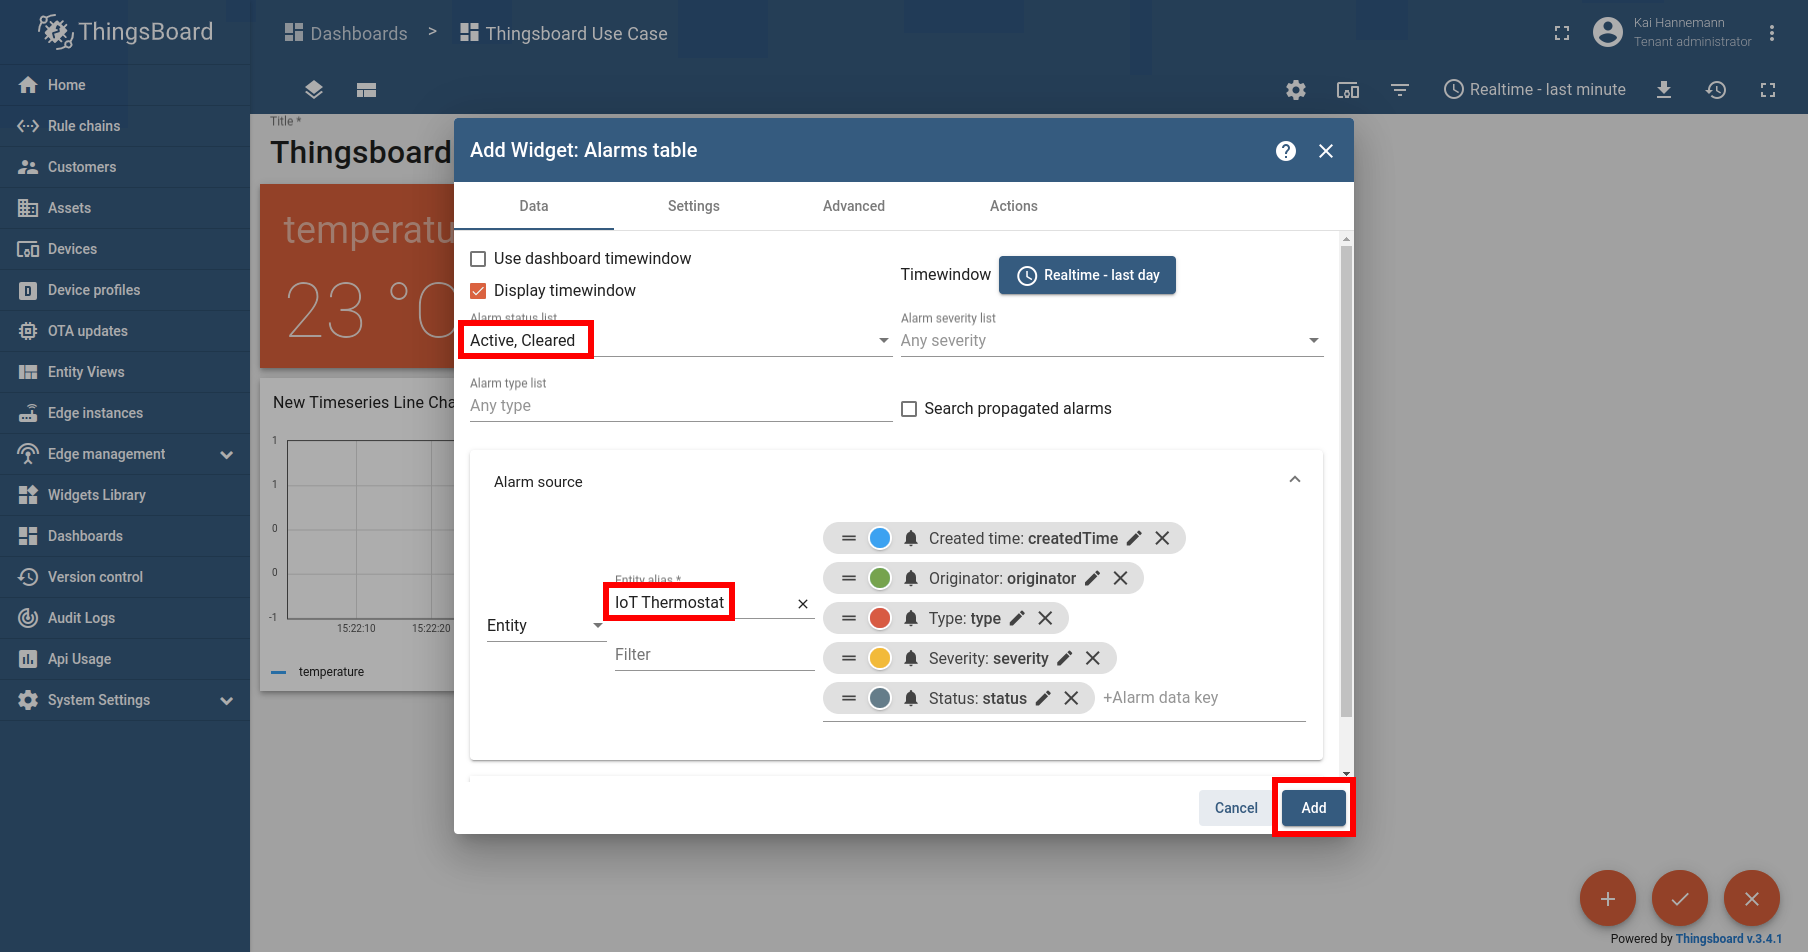 ThingsBoard
Dashboards > Thingsboard Use Case
Kai Hannemann
Tenant administrator
Realtime - last minute
Home
Rule chains
Customers
Assets
Devices
Device profiles
OTA updates
Entity Views
Edge instances
Edge management
Widgets Library
Dashboards
Version control
Audit Logs
Api Usage
System Settings
Title *
Thingsboard
temperatu
23 °C
New Timeseries Line Cha
1
1
0
0
-1
15:22:10 15:22:20
temperature
Add Widget: Alarms table
Data Settings Advanced Actions
Use dashboard timewindow
Display timewindow
Timewindow Realtime - last day
Alarm status list
Active, Cleared
Alarm severity list
Any severity
Alarm type list
Any type
Search propagated alarms
Alarm source
Entity
Entity alias *
IoT Thermostat
Filter
Created time: createdTime
Originator: originator
Type: type
Severity: severity
Status: status
+Alarm data key
Cancel Add
Powered by Thingsboard v.3.4.1